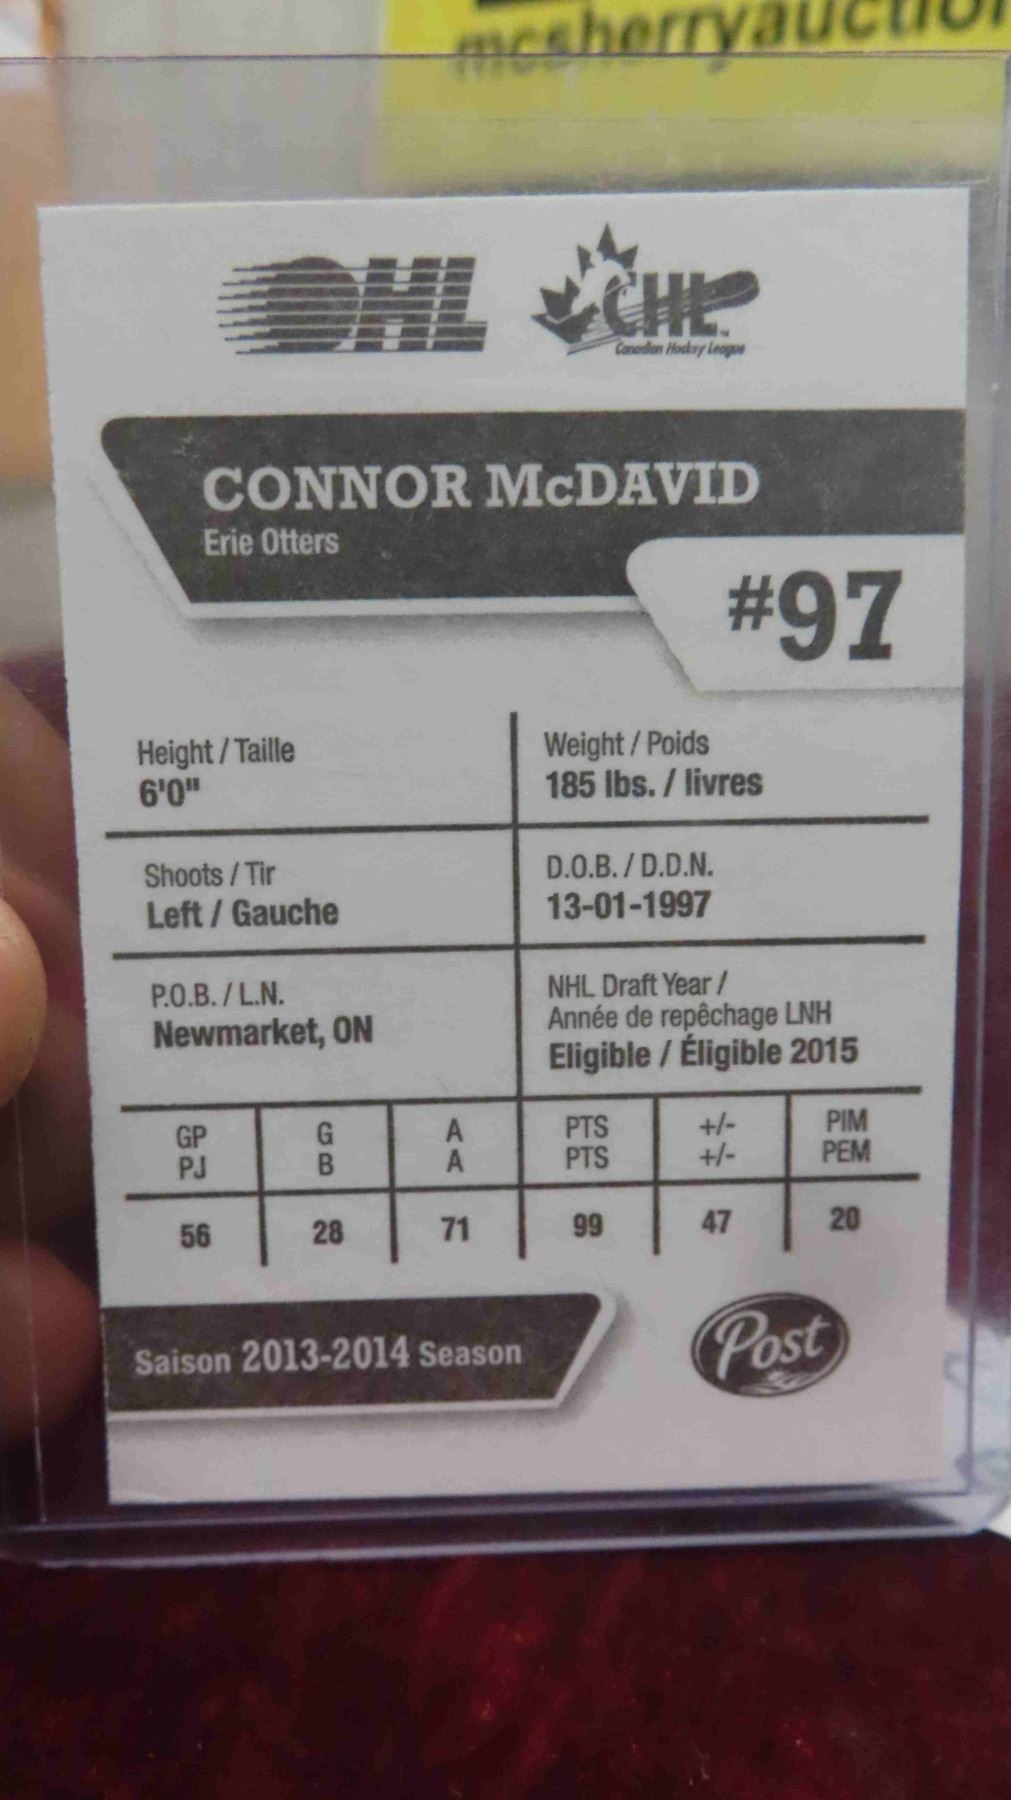 mcsherryauction
OHL
CHL™
Canadian Hockey League
CONNOR McDAVID
Erie Otters
#97
Height / Taille
6'0"
Weight / Poids
185 lbs. / livres
Shoots / Tir
Left / Gauche
D.O.B. / D.D.N.
13-01-1997
P.O.B. / L.N.
Newmarket, ON
NHL Draft Year /
Année de repêchage LNH
Eligible / Éligible 2015
GP G A PTS +/- PIM
PJ B A PTS +/- PEM
56 28 71 99 47 20
Saison 2013-2014 Season
Post